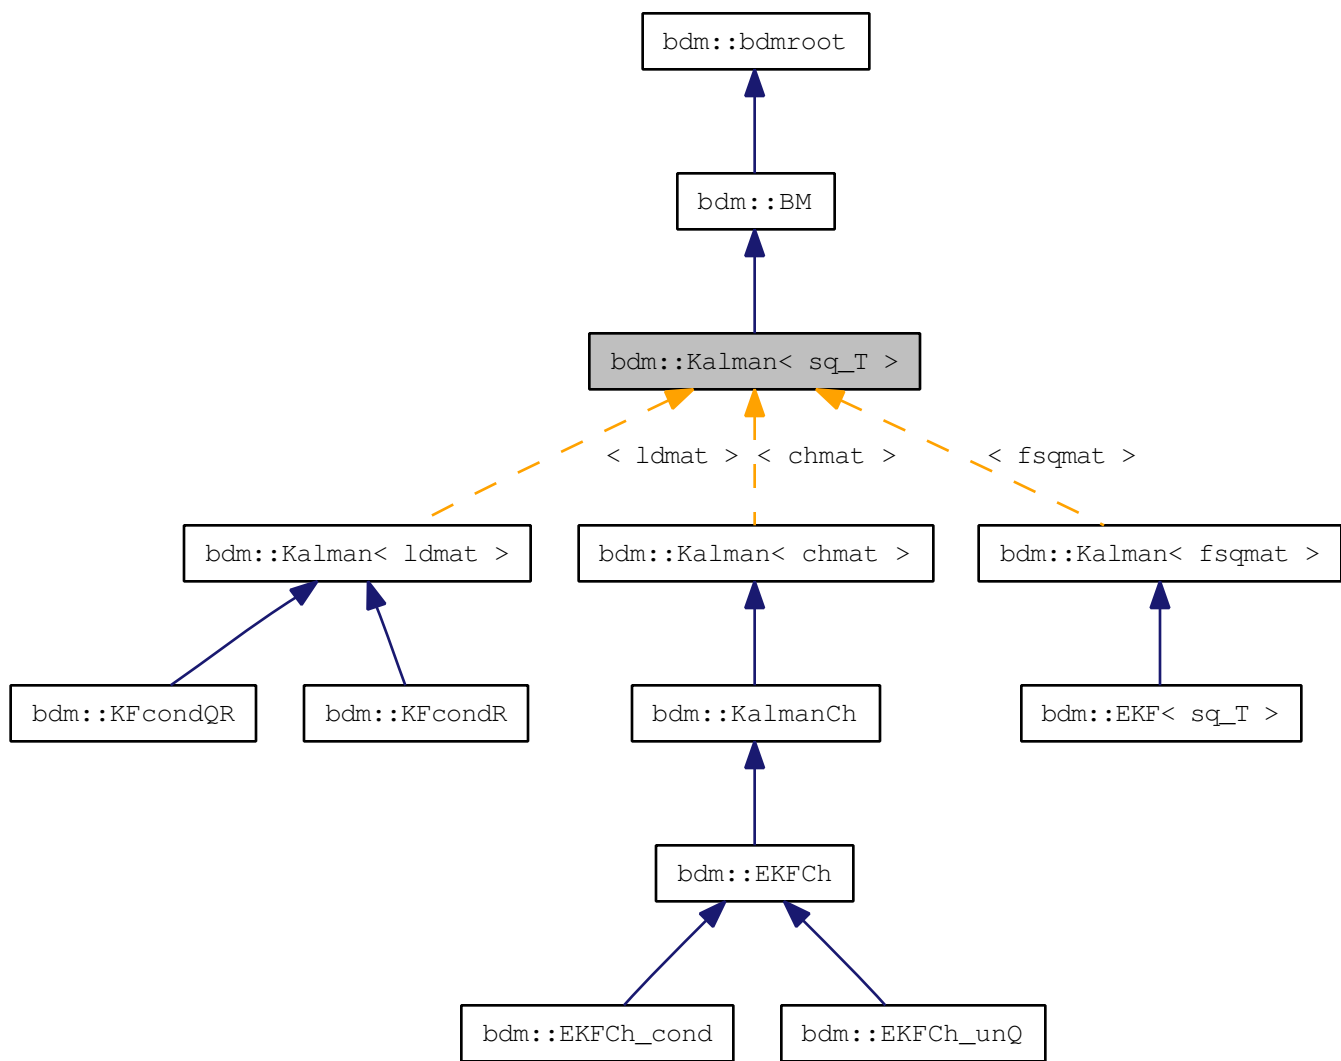 bdm::bdmroot
bdm::BM
bdm::Kalman< sq_T >
< ldmat > < chmat > < fsqmat >
bdm::Kalman< ldmat > bdm::Kalman< chmat > bdm::Kalman< fsqmat >
bdm::KFcondQR bdm::KFcondR bdm::KalmanCh bdm::EKF< sq_T >
bdm::EKFCh
bdm::EKFCh_cond bdm::EKFCh_unQ